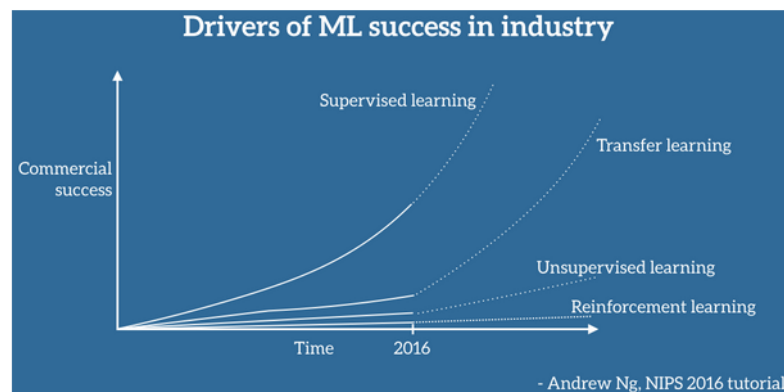 Drivers of ML success in industry
Supervised learning
Transfer learning
Commercial
success
Unsupervised learning
Reinforcement learning
Time
2016
- Andrew Ng, NIPS 2016 tutorial